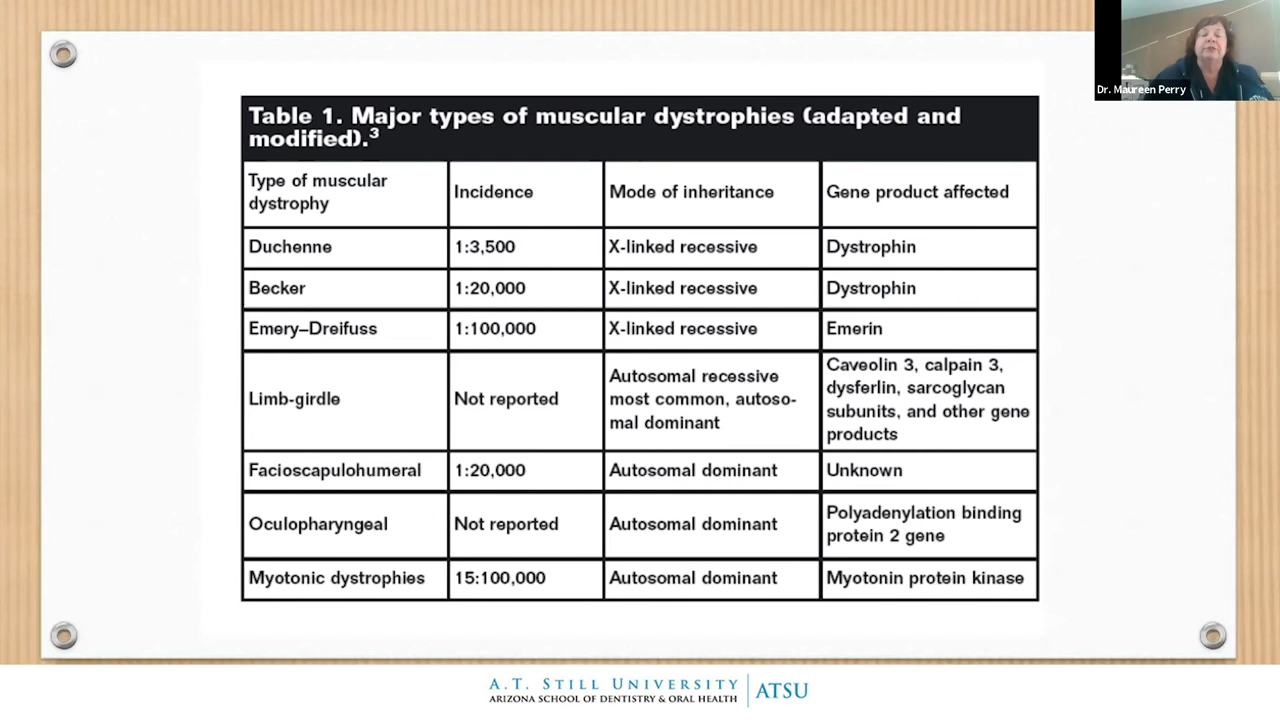 Dr. Maureen Perry
Table 1. Major types of muscular dystrophies (adapted and
modified).3
Type of muscular
dystrophy
Incidence
Mode of inheritance
Gene product affected
Duchenne
1:3,500
X-linked recessive
Dystrophin
Becker
1:20,000
X-linked recessive
Dystrophin
Emery–Dreifuss
1:100,000
X-linked recessive
Emerin
Limb-girdle
Not reported
Autosomal recessive
most common, autoso-
mal dominant
Caveolin 3, calpain 3,
dysferlin, sarcoglycan
subunits, and other gene
products
Facioscapulohumeral
1:20,000
Autosomal dominant
Unknown
Oculopharyngeal
Not reported
Autosomal dominant
Polyadenylation binding
protein 2 gene
Myotonic dystrophies
15:100,000
Autosomal dominant
Myotonin protein kinase
A.T. STILL UNIVERSITY
ARIZONA SCHOOL OF DENTISTRY & ORAL HEALTH
ATSU